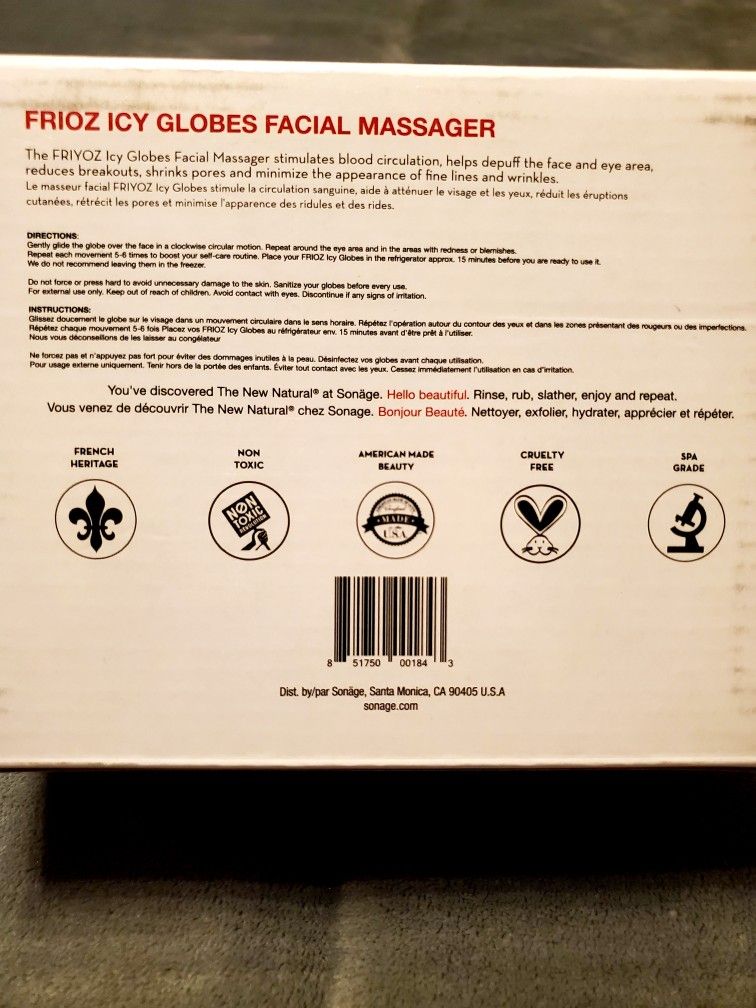 FRIOZ ICY GLOBES FACIAL MASSAGER
The FRIYOZ Icy Globes Facial Massager stimulates blood circulation, helps depuff the face and eye area,
reduces breakouts, shrinks pores and minimize the appearance of fine lines and wrinkles.
Le masseur facial FRIYOZ Icy Globes stimule la circulation sanguine, aide à atténuer le visage et les yeux, réduit les éruptions
cutanées, rétrécit les pores et minimise l'apparence des ridules et des rides.
DIRECTIONS:
Gently glide the globe over the face in a clockwise circular motion. Repeat around the eye area and in the areas with redness or blemishes.
Repeat each movement 5-6 times to boost your self-care routine. Place your FRIOZ Icy Globes in the refrigerator approx. 15 minutes before you are ready to use it.
We do not recommend leaving them in the freezer.
Do not force or press hard to avoid unnecessary damage to the skin. Sanitize your globes before every use.
For external use only. Keep out of reach of children. Avoid contact with eyes. Discontinue if any signs of irritation.
INSTRUCTIONS:
Glissez doucement le globe sur le visage dans un mouvement circulaire dans le sens horaire. Répétez l'opération autour du contour des yeux et dans les zones présentant des rougeurs ou des imperfections.
Répétez chaque mouvement 5-6 fois Placez vos FRIOZ Icy Globes au réfrigérateur env. 15 minutes avant d'être prêt à l'utiliser.
Nous vous déconseillons de les laisser au congélateur
Ne forcez pas et n'appuyez pas fort pour éviter des dommages inutiles à la peau. Désinfectez vos globes avant chaque utilisation.
Pour usage externe uniquement. Tenir hors de la portée des enfants. Éviter tout contact avec les yeux. Cessez immédiatement l'utilisation en cas d'irritation.
You've discovered The New Natural® at Sonäge. Hello beautiful. Rinse, rub, slather, enjoy and repeat.
Vous venez de découvrir The New Natural® chez Sonage. Bonjour Beauté. Nettoyer, exfolier, hydrater, apprécier et répéter.
FRENCH
HERITAGE
NON
TOXIC
AMERICAN MADE
BEAUTY
CRUELTY
FREE
SPA
GRADE
NON
TOXIC
MADE
USA
8 51750 00184 3
Dist. by/par Sonäge, Santa Monica, CA 90405 U.S.A
sonage.com